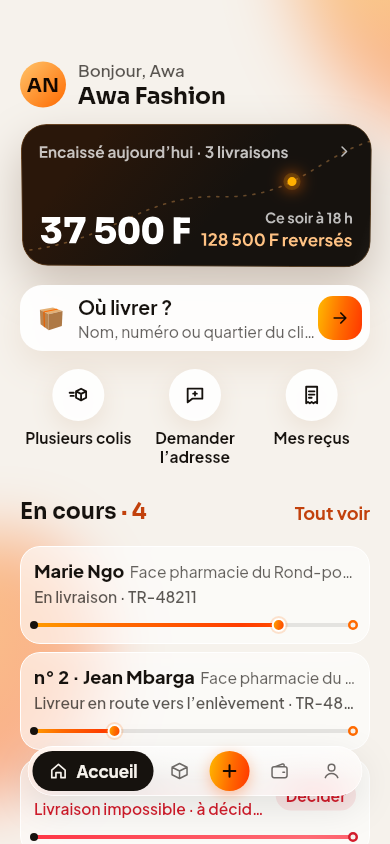 Bonjour, Awa
AN
Awa Fashion
Encaissé aujourd’hui · 3 livraisons
Ce soir à 18 h
37 500 F
128 500 F reversés
Où livrer ?
Nom, numéro ou quartier du cli…
Plusieurs colis
Demander
l’adresse
Mes reçus
En cours · 4
Tout voir
Marie Ngo Face pharmacie du Rond-po…
En livraison · TR-48211
n° 2 · Jean Mbarga Face pharmacie du …
Livreur en route vers l’enlèvement · TR-48…
Accueil
Décider
Livraison impossible · à décid…